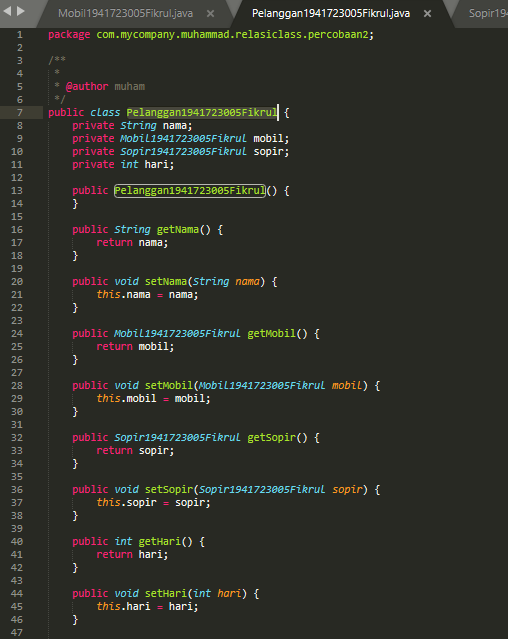 Mobil1941723005Fikrul.java × Pelanggan1941723005Fikrul.java × Sopir19417
1 package com.mycompany.muhammad.relasiclass.percobaan2;
2
3 /**
4 *
5 * @author muham
6 */
7 public class Pelanggan1941723005Fikrul {
8 private String nama;
9 private Mobil1941723005Fikrul mobil;
10 private Sopir1941723005Fikrul sopir;
11 private int hari;
12
13 public Pelanggan1941723005Fikrul() {
14 }
15
16 public String getNama() {
17 return nama;
18 }
19
20 public void setNama(String nama) {
21 this.nama = nama;
22 }
23
24 public Mobil1941723005Fikrul getMobil() {
25 return mobil;
26 }
27
28 public void setMobil(Mobil1941723005Fikrul mobil) {
29 this.mobil = mobil;
30 }
31
32 public Sopir1941723005Fikrul getSopir() {
33 return sopir;
34 }
35
36 public void setSopir(Sopir1941723005Fikrul sopir) {
37 this.sopir = sopir;
38 }
39
40 public int getHari() {
41 return hari;
42 }
43
44 public void setHari(int hari) {
45 this.hari = hari;
46 }
47